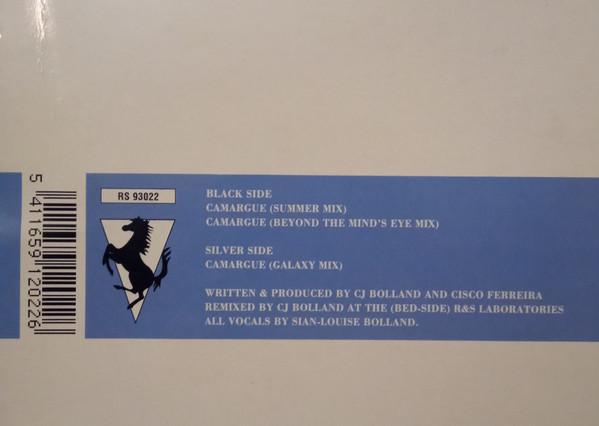 RS 93022
BLACK SIDE
CAMARGUE (SUMMER MIX)
CAMARGUE (BEYOND THE MIND'S EYE MIX)
SILVER SIDE
CAMARGUE (GALAXY MIX)
WRITTEN & PRODUCED BY CJ BOLLAND AND CISCO FERREIRA
REMIXED BY CJ BOLLAND AT THE (BED-SIDE) R&S LABORATORIES
ALL VOCALS BY SIAN-LOUISE BOLLAND.
5 411659 120226